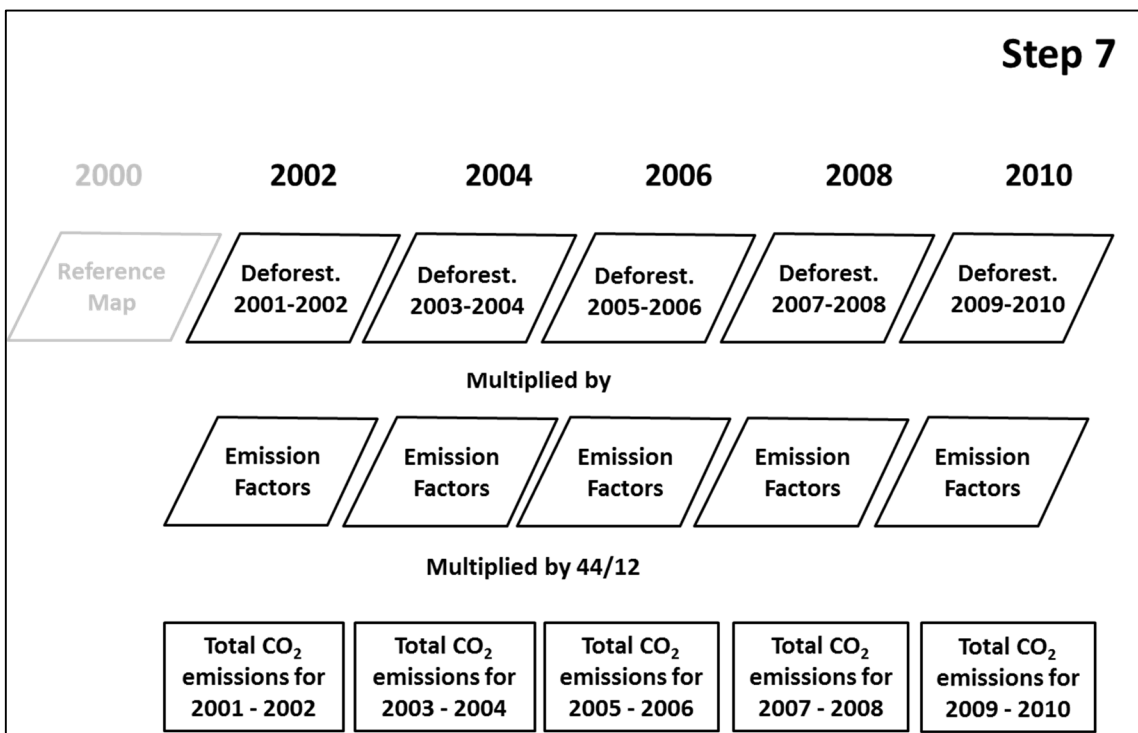 Step 7
2000 2002 2004 2006 2008 2010
Reference
Map
Deforest.
2001-2002
Deforest.
2003-2004
Deforest.
2005-2006
Deforest.
2007-2008
Deforest.
2009-2010
Multiplied by
Emission
Factors
Emission
Factors
Emission
Factors
Emission
Factors
Emission
Factors
Multiplied by 44/12
Total CO₂
emissions for
2001 - 2002
Total CO₂
emissions for
2003 - 2004
Total CO₂
emissions for
2005 - 2006
Total CO₂
emissions for
2007 - 2008
Total CO₂
emissions for
2009 - 2010